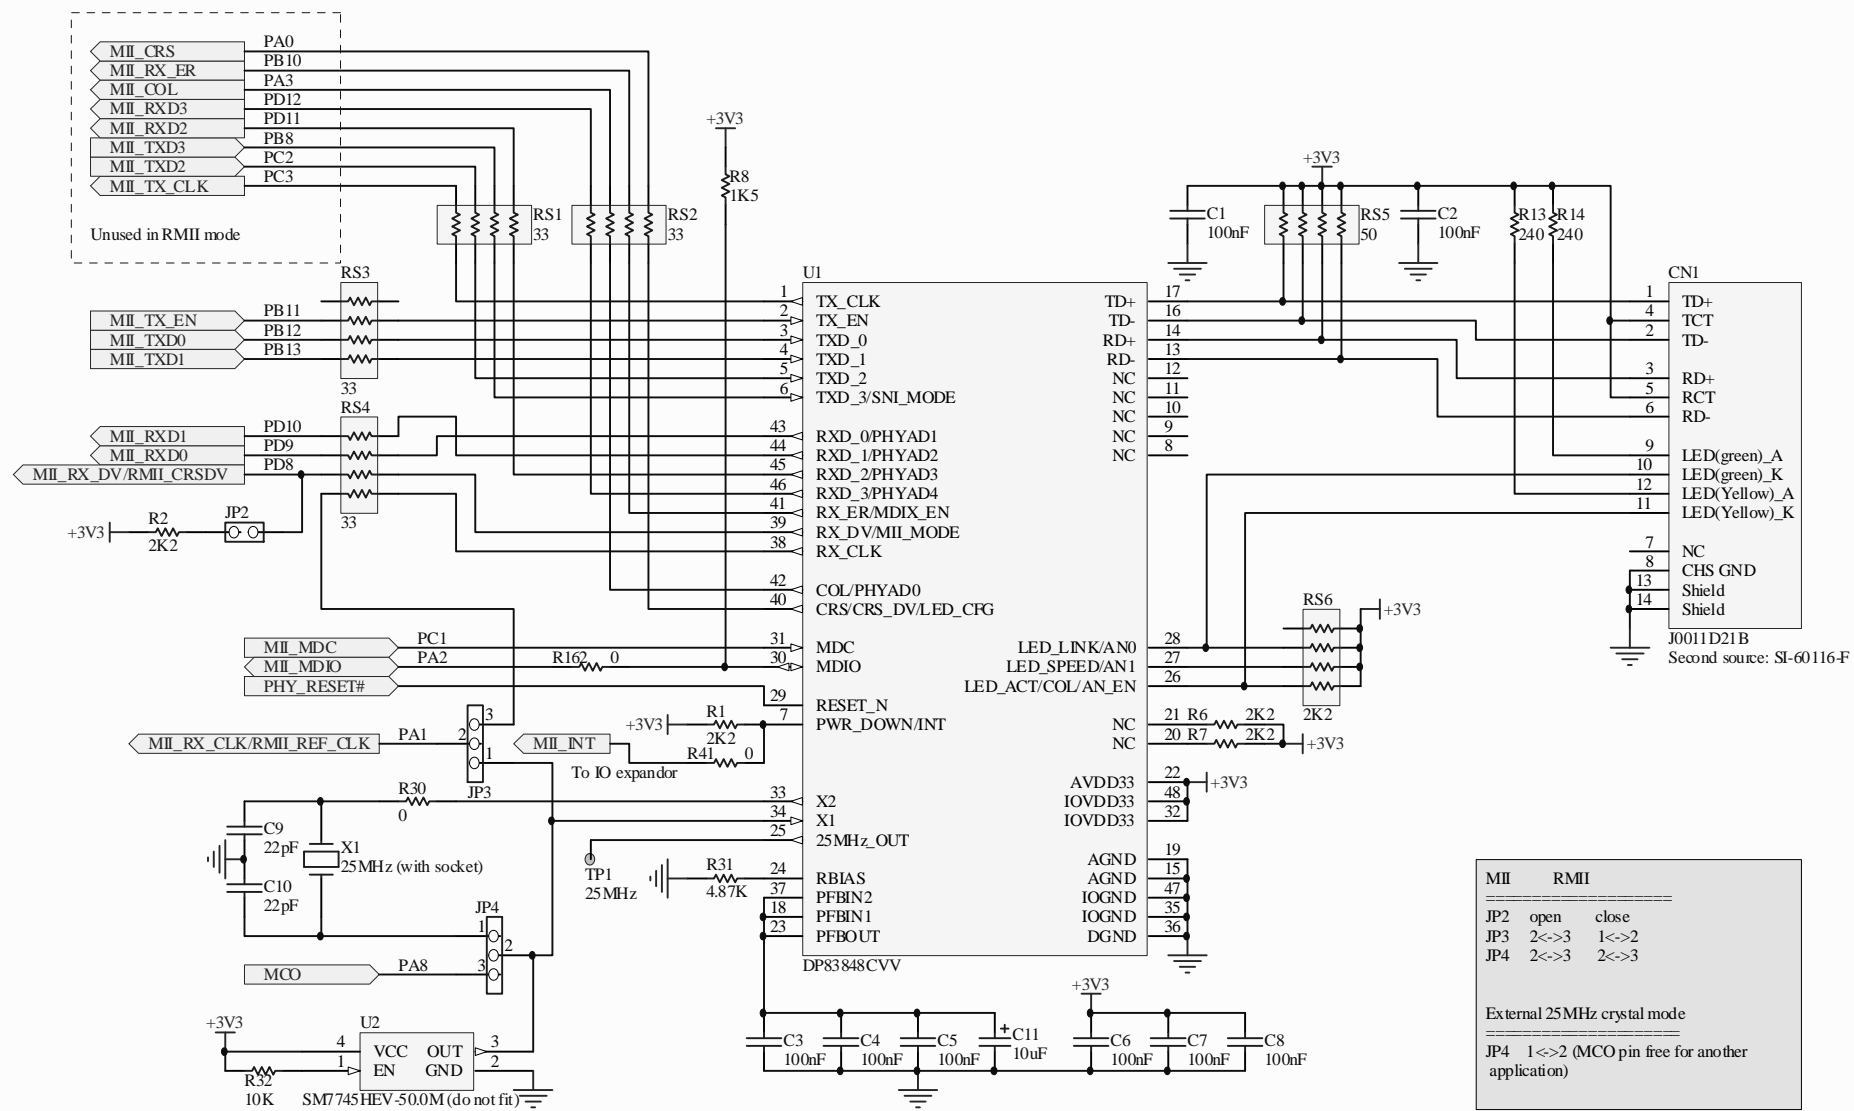 MII_CRS PA0
MII_RX_ER PB10
MII_COL PA3
MII_RXD3 PD12
MII_RXD2 PD11
MII_TXD3 PB8
MII_TXD2 PC2
MII_TX_CLK PC3
Unused in RMII mode
+3V3
R8
1K5
RS1
33
RS2
33
+3V3
C1
100nF
RS5
50
C2
100nF
R13
240
R14
240
RS3
33
MII_TX_EN PB11
MII_TXD0 PB12
MII_TXD1 PB13
RS4
33
MII_RXD1 PD10
MII_RXD0 PD9
MII_RX_DV/RMII_CRSDV PD8
+3V3
R2
2K2
JP2
MII_MDC PC1
MII_MDIO PA2
R162 0
PHY_RESET#
MII_RX_CLK/RMII_REF_CLK PA1
3
2
1
JP3
+3V3
R1
2K2
MII_INT
R41 0
To IO expandor
R30
0
C9
22pF
C10
22pF
X1
25MHz (with socket)
TP1
25MHz
R31
4.87K
JP4
1
2
3
MCO PA8
+3V3
R32
10K
U2
4 VCC OUT 3
1 EN GND 2
SM7745HEV-50.0M (do not fit)
U1
1 TX_CLK
2 TX_EN
3 TXD_0
4 TXD_1
5 TXD_2
6 TXD_3/SNI_MODE
43 RXD_0/PHYAD1
44 RXD_1/PHYAD2
45 RXD_2/PHYAD3
46 RXD_3/PHYAD4
41 RX_ER/MDIX_EN
39 RX_DV/MII_MODE
38 RX_CLK
42 COL/PHYAD0
40 CRS/CRS_DV/LED_CFG
31 MDC
30 MDIO
29 RESET_N
7 PWR_DOWN/INT
33 X2
34 X1
25 25MHz_OUT
24 RBIAS
37 PFBIN2
18 PFBIN1
23 PFBOUT
TD+ 17
TD- 16
RD+ 14
RD- 13
NC 12
NC 11
NC 10
NC 9
NC 8
LED_LINK/AN0 28
LED_SPEED/AN1 27
LED_ACT/COL/AN_EN 26
NC 21 R6 2K2
NC 20 R7 2K2
+3V3
AVDD33 22
+3V3
IOVDD33 48
IOVDD33 32
AGND 19
AGND 15
IOGND 47
IOGND 35
DGND 36
DP83848CVV
RS6
+3V3
2K2
CN1
1 TD+
4 TCT
2 TD-
3 RD+
5 RCT
6 RD-
9 LED(green)_A
10 LED(green)_K
12 LED(Yellow)_A
11 LED(Yellow)_K
7 NC
8 CHS GND
13 Shield
14 Shield
J0011D21B
Second source: SI-60116-F
C3
100nF
C4
100nF
C5
100nF
+
C11
10uF
+3V3
C6
100nF
C7
100nF
C8
100nF
MII RMII
====================
JP2 open close
JP3 2<->3 1<->2
JP4 2<->3 2<->3
External 25MHz crystal mode
=====================
JP4 1<->2 (MCO pin free for another
application)